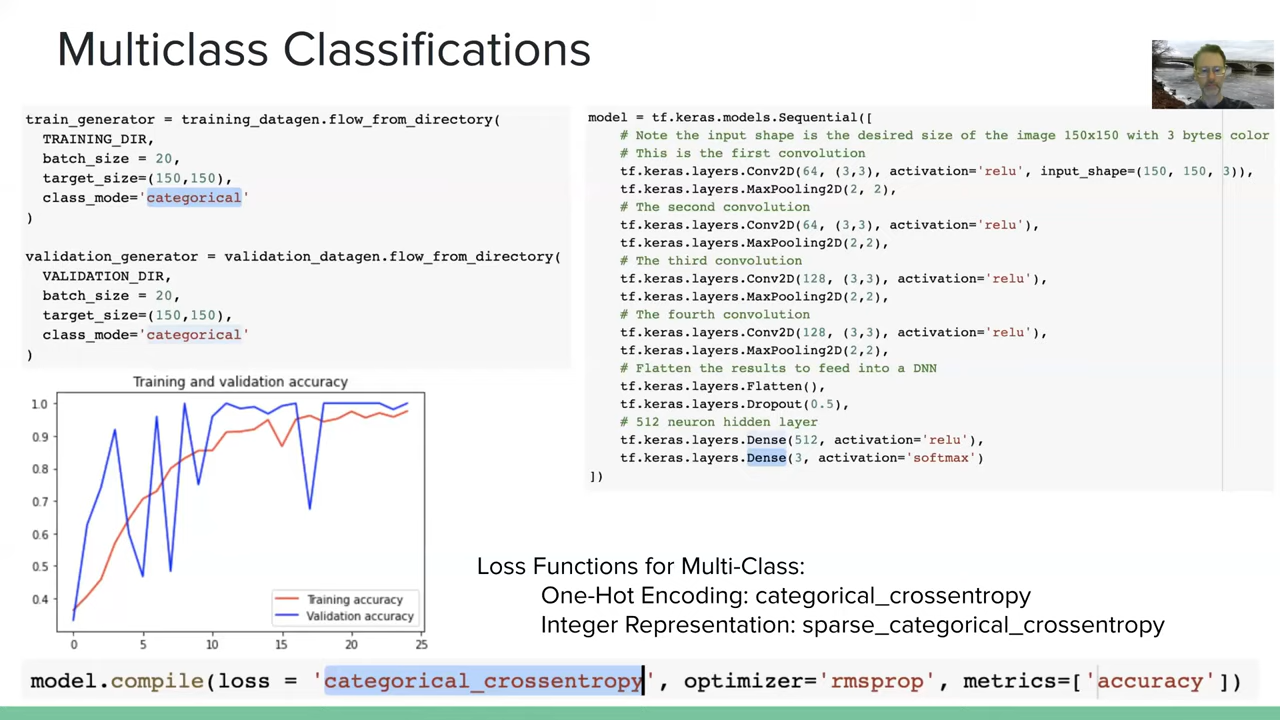 Multiclass Classifications
train_generator = training_datagen.flow_from_directory(
TRAINING_DIR,
batch_size = 20,
target_size=(150,150),
class_mode='categorical'
)
validation_generator = validation_datagen.flow_from_directory(
VALIDATION_DIR,
batch_size = 20,
target_size=(150,150),
class_mode='categorical'
)
model = tf.keras.models.Sequential([
# Note the input shape is the desired size of the image 150x150 with 3 bytes color
# This is the first convolution
tf.keras.layers.Conv2D(64, (3,3), activation='relu', input_shape=(150, 150, 3)),
tf.keras.layers.MaxPooling2D(2, 2),
# The second convolution
tf.keras.layers.Conv2D(64, (3,3), activation='relu'),
tf.keras.layers.MaxPooling2D(2,2),
# The third convolution
tf.keras.layers.Conv2D(128, (3,3), activation='relu'),
tf.keras.layers.MaxPooling2D(2,2),
# The fourth convolution
tf.keras.layers.Conv2D(128, (3,3), activation='relu'),
tf.keras.layers.MaxPooling2D(2,2),
# Flatten the results to feed into a DNN
tf.keras.layers.Flatten(),
tf.keras.layers.Dropout(0.5),
# 512 neuron hidden layer
tf.keras.layers.Dense(512, activation='relu'),
tf.keras.layers.Dense(3, activation='softmax')
])
Training and validation accuracy
1.0
0.9
0.8
0.7
0.6
0.5
0.4
Training accuracy
Validation accuracy
0 5 10 15 20 25
Loss Functions for Multi-Class:
One-Hot Encoding: categorical_crossentropy
Integer Representation: sparse_categorical_crossentropy
model.compile(loss = 'categorical_crossentropy', optimizer='rmsprop', metrics=['accuracy'])